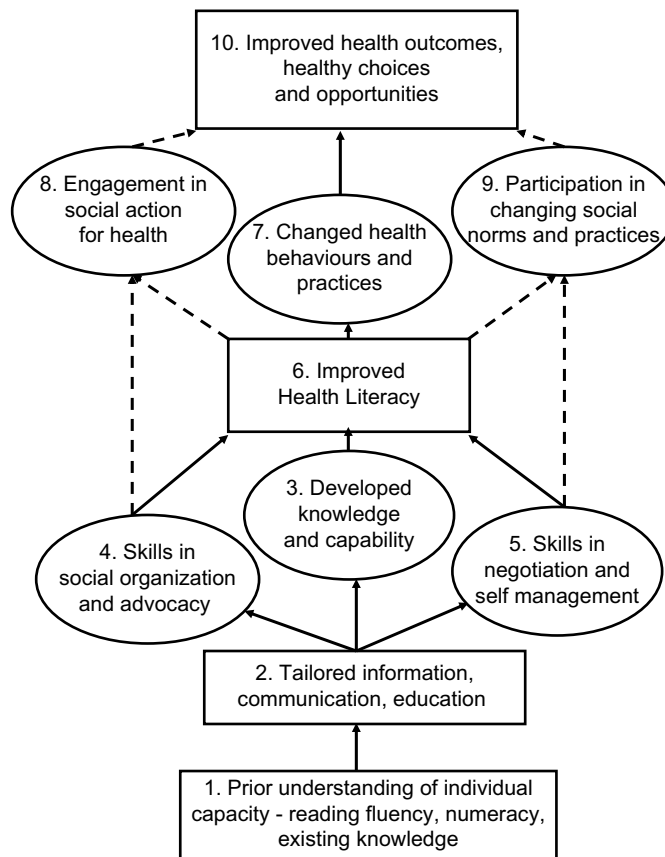 10. Improved health outcomes,
healthy choices
and opportunities
8. Engagement in
social action
for health
9. Participation in
changing social
norms and practices
7. Changed health
behaviours and
practices
6. Improved
Health Literacy
3. Developed
knowledge
and capability
4. Skills in
social organization
and advocacy
5. Skills in
negotiation and
self management
2. Tailored information,
communication, education
1. Prior understanding of individual
capacity - reading fluency, numeracy,
existing knowledge